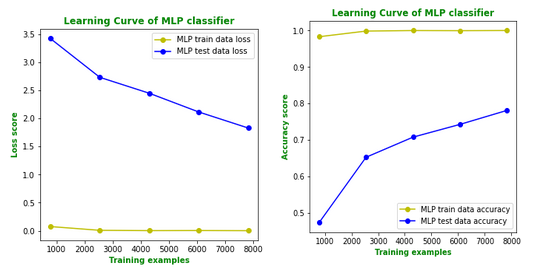 Learning Curve of MLP classifier
3.5
3.0
2.5
2.0
1.5
1.0
0.5
0.0
Loss score
MLP train data loss
MLP test data loss
1000 2000 3000 4000 5000 6000 7000 8000
Training examples
Learning Curve of MLP classifier
1.0
0.9
0.8
0.7
0.6
0.5
Accuracy score
MLP train data accuracy
MLP test data accuracy
1000 2000 3000 4000 5000 6000 7000 8000
Training examples